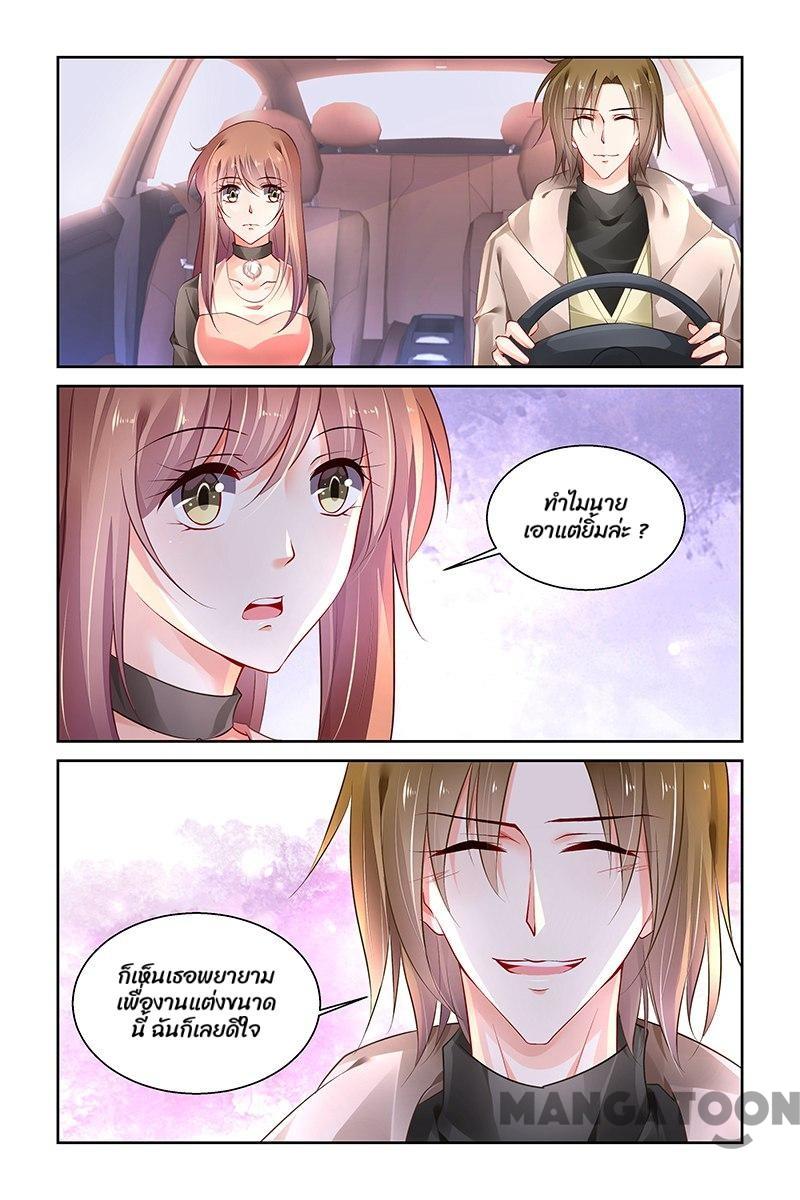 ทำไมนาย
เอาแต่ยิ้มล่ะ ?
ก็เห็นเธอพยายาม
เพื่องานแต่งขนาด
นี้ ฉันก็เลยดีใจ
MANGATOON